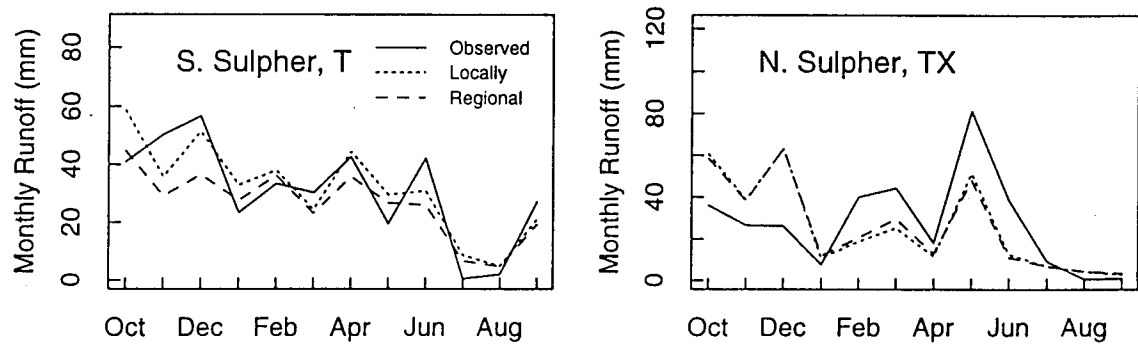 Monthly Runoff (mm)
80
60
40
20
0
S. Sulpher, T
Observed
Locally
Regional
Oct Dec Feb Apr Jun Aug
Monthly Runoff (mm)
120
80
40
0
N. Sulpher, TX
Oct Dec Feb Apr Jun Aug